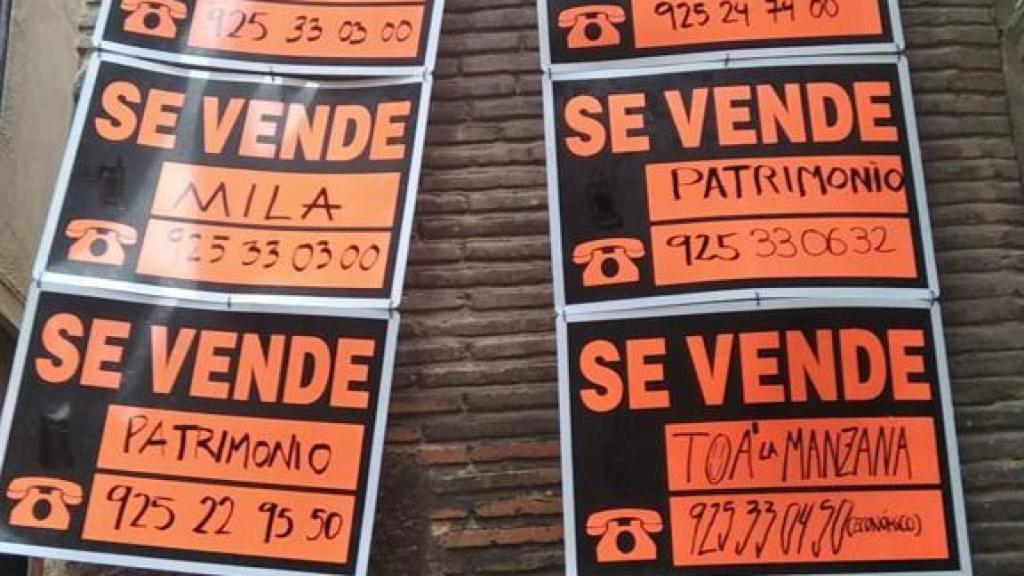 925 33 03 00
SE VENDE
MILA
925 33 03 00
SE VENDE
PATRIMONIO
925 22 95 50
925 24 74 00
SE VENDE
PATRIMONIO
925 330632
SE VENDE
TOA' LA MANZANA
925 33 04 50 (ECONÓMICO)